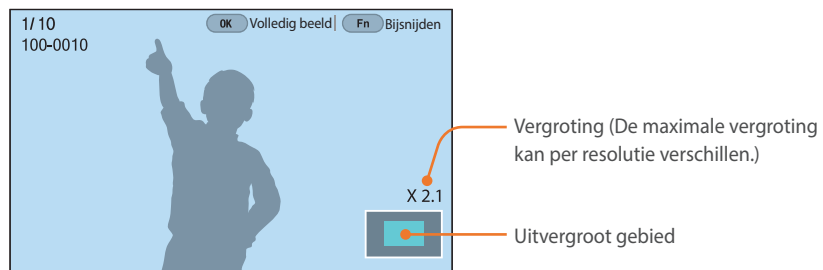 1/10
OK Volledig beeld| Fn Bijsnijden
100-0010
Vergroting (De maximale vergroting
kan per resolutie verschillen.)
X 2.1
Uitvergroot gebied